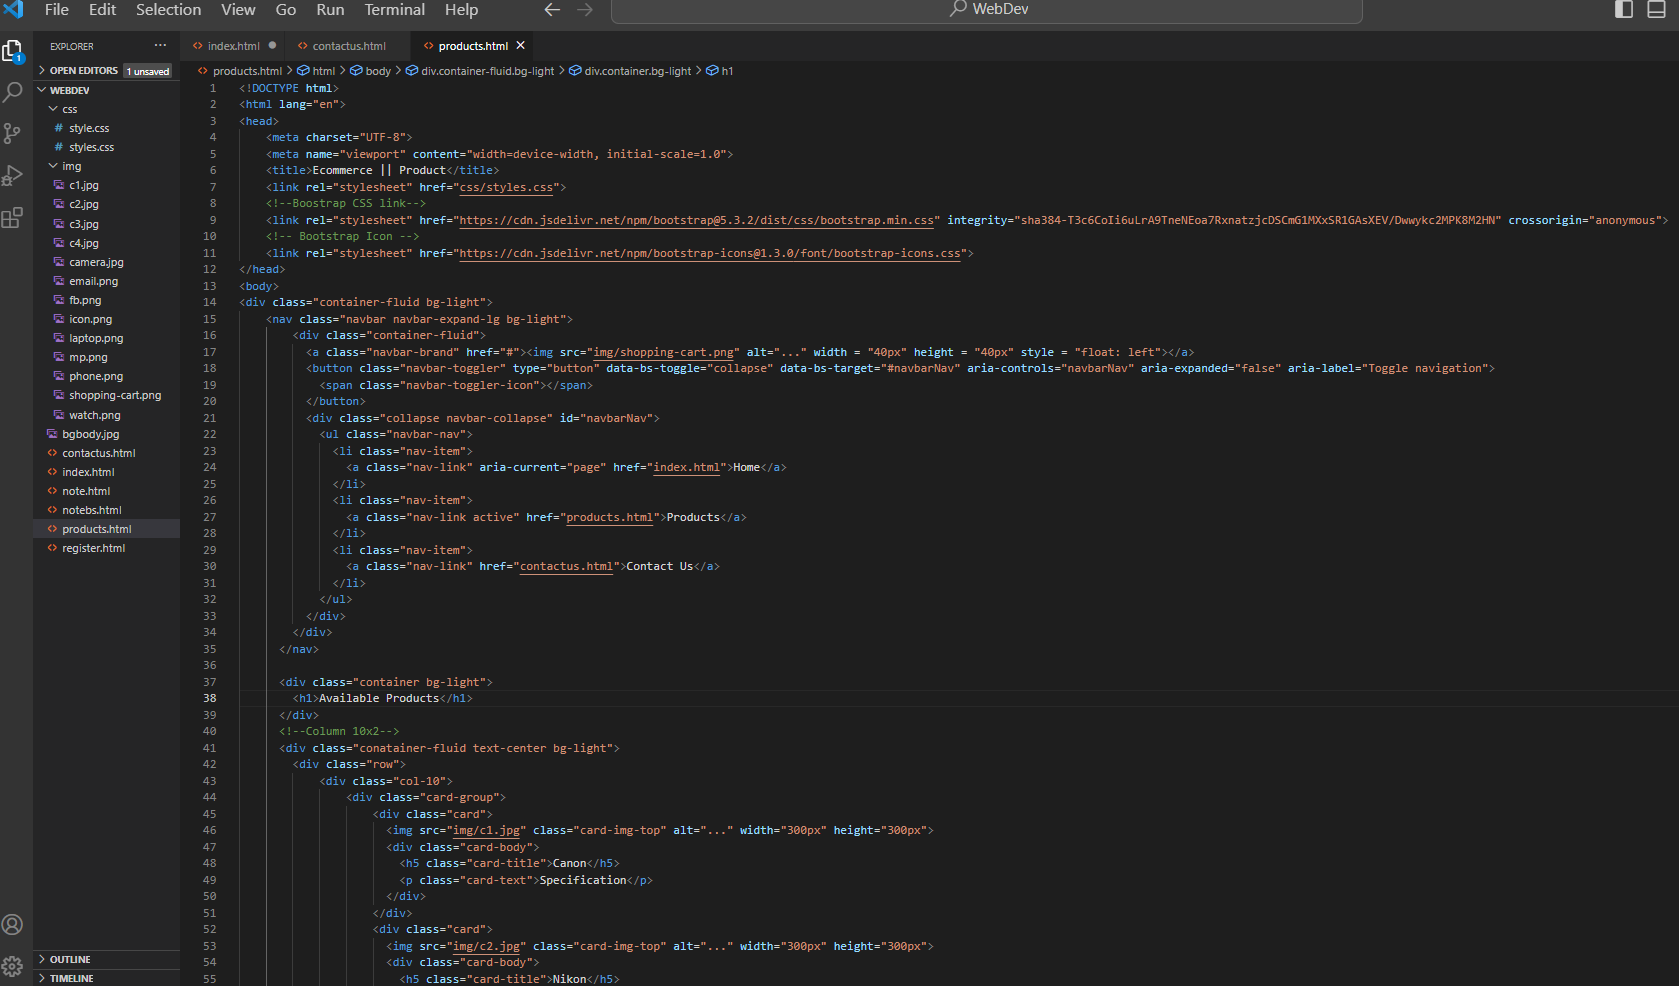 File Edit Selection View Go Run Terminal Help
WebDev
EXPLORER
index.html
contactus.html
products.html
OPEN EDITORS 1 unsaved
products.html > html > body > div.container-fluid.bg-light > div.container.bg-light > h1
1
WEBDEV
css
style.css
styles.css
img
c1.jpg
c2.jpg
c3.jpg
c4.jpg
camera.jpg
email.png
fb.png
icon.png
laptop.png
mp.png
phone.png
shopping-cart.png
watch.png
bgbody.jpg
contactus.html
index.html
note.html
notebs.html
products.html
register.html
OUTLINE
TIMELINE
1 <!DOCTYPE html>
2 <html lang="en">
3 <head>
4 <meta charset="UTF-8">
5 <meta name="viewport" content="width=device-width, initial-scale=1.0">
6 <title>Ecommerce || Product</title>
7 <link rel="stylesheet" href="css/styles.css">
8 <!--Boostrap CSS link-->
9 <link rel="stylesheet" href="https://cdn.jsdelivr.net/npm/bootstrap@5.3.2/dist/css/bootstrap.min.css" integrity="sha384-T3c6CoIi6uLrA9TneNEoa7RxnatzjcDSCmG1MXxSR1GAsXEV/Dwwykc2MPK8M2HN" crossorigin="anonymous">
10 <!-- Bootstrap Icon -->
11 <link rel="stylesheet" href="https://cdn.jsdelivr.net/npm/bootstrap-icons@1.3.0/font/bootstrap-icons.css">
12 </head>
13 <body>
14 <div class="container-fluid bg-light">
15 <nav class="navbar navbar-expand-lg bg-light">
16 <div class="container-fluid">
17 <a class="navbar-brand" href="#"><img src="img/shopping-cart.png" alt="..." width = "40px" height = "40px" style = "float: left"></a>
18 <button class="navbar-toggler" type="button" data-bs-toggle="collapse" data-bs-target="#navbarNav" aria-controls="navbarNav" aria-expanded="false" aria-label="Toggle navigation">
19 <span class="navbar-toggler-icon"></span>
20 </button>
21 <div class="collapse navbar-collapse" id="navbarNav">
22 <ul class="navbar-nav">
23 <li class="nav-item">
24 <a class="nav-link" aria-current="page" href="index.html">Home</a>
25 </li>
26 <li class="nav-item">
27 <a class="nav-link active" href="products.html">Products</a>
28 </li>
29 <li class="nav-item">
30 <a class="nav-link" href="contactus.html">Contact Us</a>
31 </li>
32 </ul>
33 </div>
34 </div>
35 </nav>
36
37 <div class="container bg-light">
38 <h1>Available Products</h1>
39 </div>
40 <!--Column 10x2-->
41 <div class="conatainer-fluid text-center bg-light">
42 <div class="row">
43 <div class="col-10">
44 <div class="card-group">
45 <div class="card">
46 <img src="img/c1.jpg" class="card-img-top" alt="..." width="300px" height="300px">
47 <div class="card-body">
48 <h5 class="card-title">Canon</h5>
49 <p class="card-text">Specification</p>
50 </div>
51 </div>
52 <div class="card">
53 <img src="img/c2.jpg" class="card-img-top" alt="..." width="300px" height="300px">
54 <div class="card-body">
55 <h5 class="card-title">Nikon</h5>